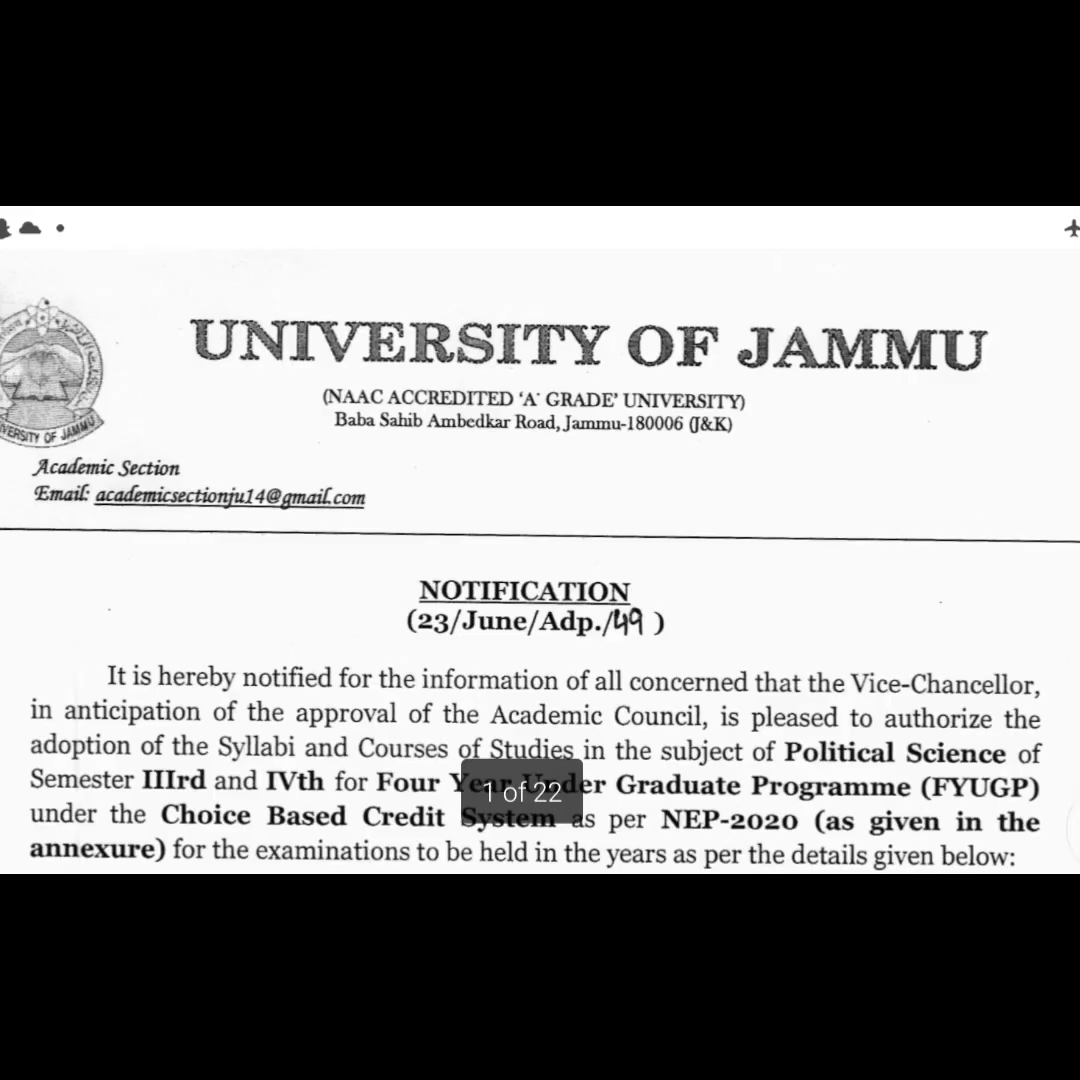 UNIVERSITY OF JAMMU
(NAAC ACCREDITED ‘A’ GRADE’ UNIVERSITY)
Baba Sahib Ambedkar Road, Jammu-180006 (J&K)
VERSITY OF JAMMU
Academic Section
Email: academicsectionju14@gmail.com
NOTIFICATION
(23/June/Adp./49 )
It is hereby notified for the information of all concerned that the Vice-Chancellor,
in anticipation of the approval of the Academic Council, is pleased to authorize the
adoption of the Syllabi and Courses of Studies in the subject of Political Science of
Semester IIIrd and IVth for Four Year Under Graduate Programme (FYUGP)
1 of 22
under the Choice Based Credit System as per NEP-2020 (as given in the
annexure) for the examinations to be held in the years as per the details given below: